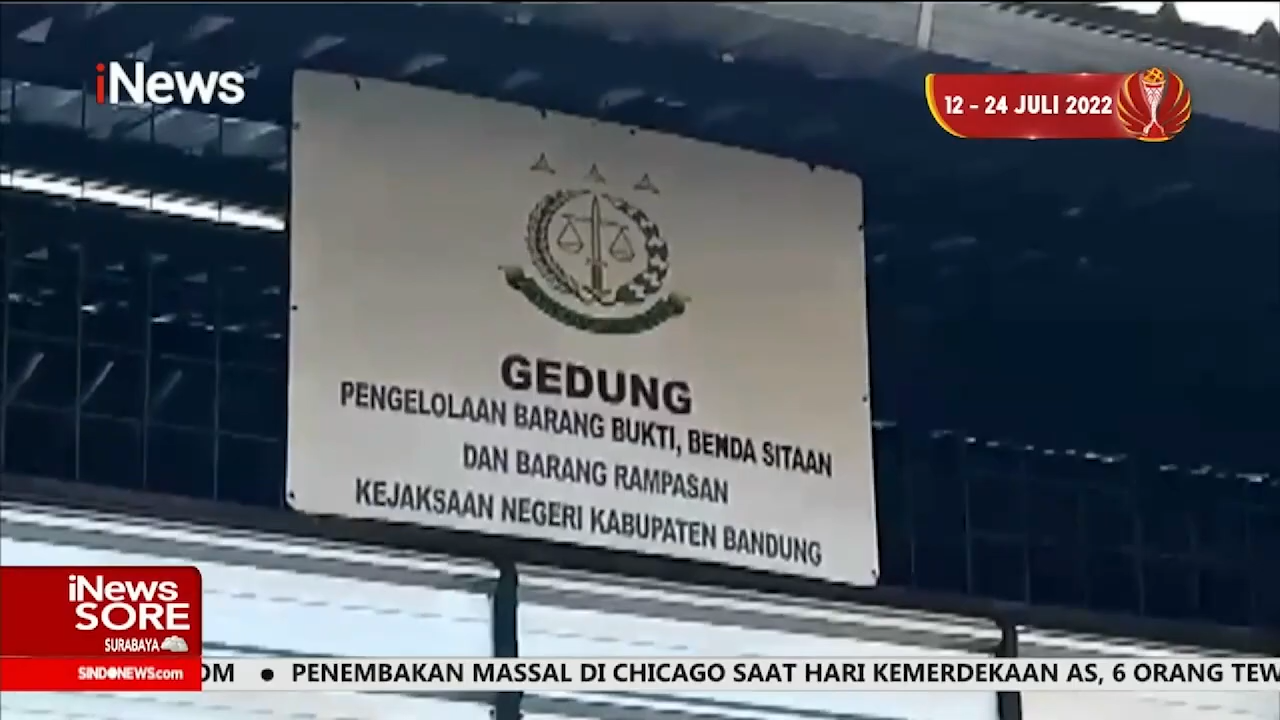 iNews
12 - 24 JULI 2022
GEDUNG
PENGELOLAAN BARANG BUKTI, BENDA SITAAN
DAN BARANG RAMPASAN
KEJAKSAAN NEGERI KABUPATEN BANDUNG
iNews
SORE
SURABAYA
SINDONEWS.com
OM ● PENEMBAKAN MASSAL DI CHICAGO SAAT HARI KEMERDEKAAN AS, 6 ORANG TEW